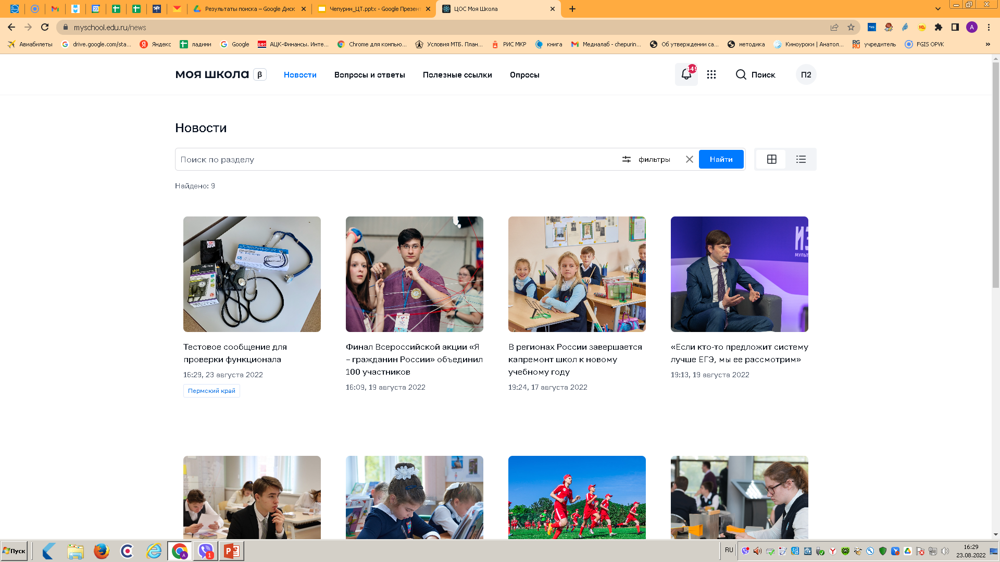 Результаты поиска – Google Диск
Чепурин_ЦТ.pptx - Google Презен
ЦОС Моя Школа
myschool.edu.ru/news
А
Авиабилеты
drive.google.com/sta...
Яндекс
ладими
Google
АЦК-Финансы. Инте...
Chrome для компью...
Условия МТБ. План...
РИС МКР
книга
Медиалаб - chepurin...
Об утверждении са...
методика
Киноуроки | Анатол...
учредитель
FGIS OPVK
»
моя школа β
Новости
Вопросы и ответы
Полезные ссылки
Опросы
Поиск
П2
Новости
Поиск по разделу
фильтры
Найти
Найдено: 9
Тестовое сообщение для
проверки функционала
16:29, 23 августа 2022
Пермский край
Финал Всероссийской акции «Я
– гражданин России» объединил
100 участников
16:09, 19 августа 2022
В регионах России завершается
капремонт школ к новому
учебному году
19:24, 17 августа 2022
«Если кто-то предложит систему
лучше ЕГЭ, мы ее рассмотрим»
19:13, 19 августа 2022
Пуск
RU
16:29
23.08.2022